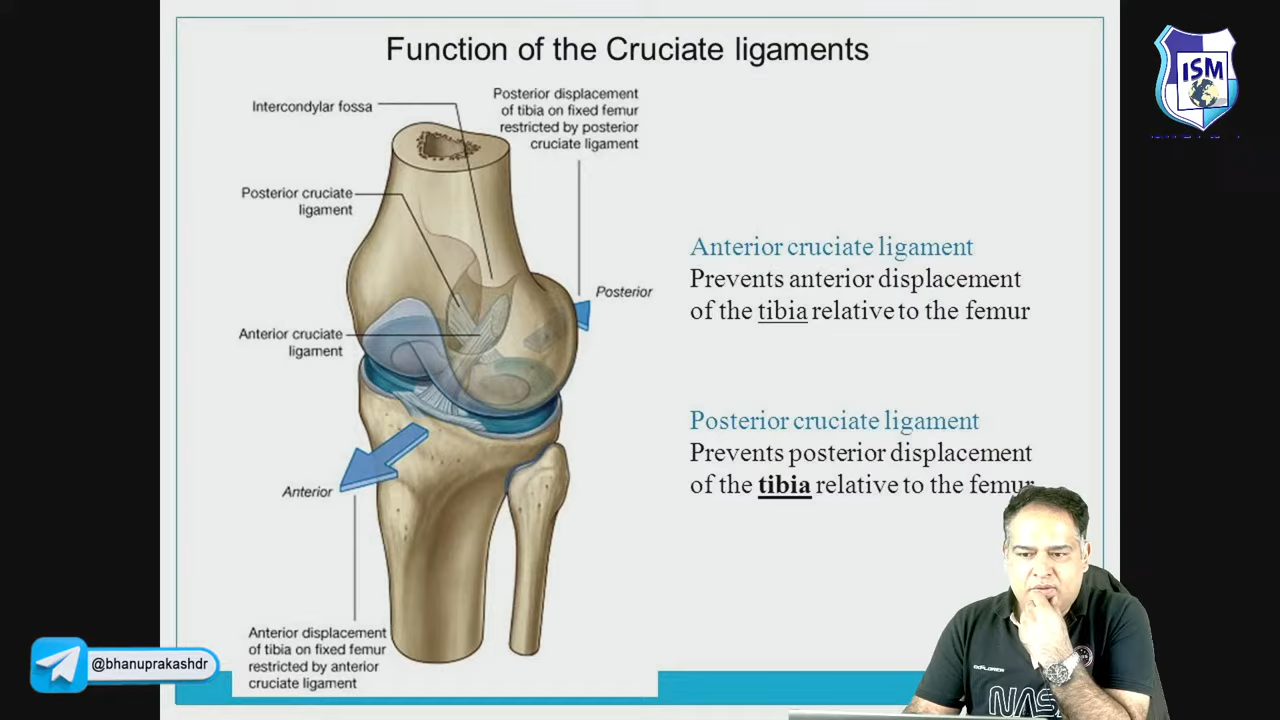 Function of the Cruciate ligaments
ISM
Intercondylar fossa
Posterior displacement
of tibia on fixed femur
restricted by posterior
cruciate ligament
Posterior cruciate
ligament
Anterior cruciate ligament
Prevents anterior displacement
of the tibia relative to the femur
Posterior
Anterior cruciate
ligament
Posterior cruciate ligament
Prevents posterior displacement
of the tibia relative to the femur
Anterior
Anterior displacement
of tibia on fixed femur
restricted by anterior
cruciate ligament
@bhanuprakashdr
EXPLORER